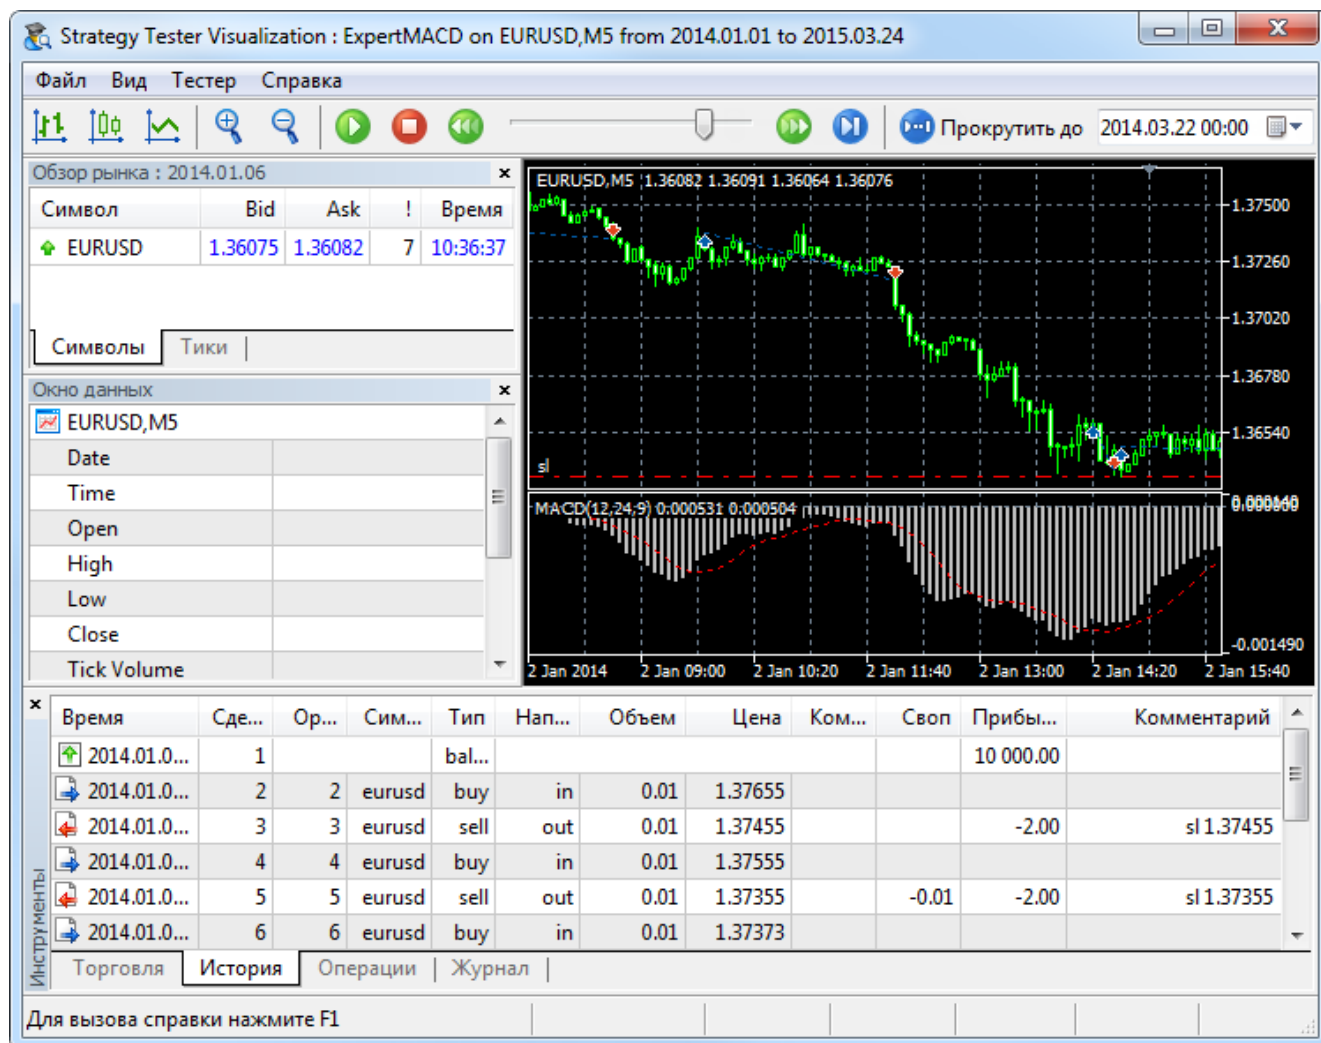 Strategy Tester Visualization : ExpertMACD on EURUSD,M5 from 2014.01.01 to 2015.03.24
Файл Вид Тестер Справка
Прокрутить до 2014.03.22 00:00
Обзор рынка : 2014.01.06
Символ Bid Ask ! Время
EURUSD 1.36075 1.36082 7 10:36:37
Символы Тики
Окно данных
EURUSD,M5
Date
Time
Open
High
Low
Close
Tick Volume
EURUSD,M5 1.36082 1.36091 1.36064 1.36076
1.37500
1.37260
1.37020
1.36780
1.36540
sl
MACD(12,24,9) 0.000531 0.000504
-0.001490
2 Jan 2014 2 Jan 09:00 2 Jan 10:20 2 Jan 11:40 2 Jan 13:00 2 Jan 14:20 2 Jan 15:40
Инструменты
Время Сде... Ор... Сим... Тип Нап... Объем Цена Ком... Своп Прибы... Комментарий
2014.01.0... 1 bal... 10 000.00
2014.01.0... 2 2 eurusd buy in 0.01 1.37655
2014.01.0... 3 3 eurusd sell out 0.01 1.37455 -2.00 sl 1.37455
2014.01.0... 4 4 eurusd buy in 0.01 1.37555
2014.01.0... 5 5 eurusd sell out 0.01 1.37355 -0.01 -2.00 sl 1.37355
2014.01.0... 6 6 eurusd buy in 0.01 1.37373
Торговля История Операции Журнал
Для вызова справки нажмите F1